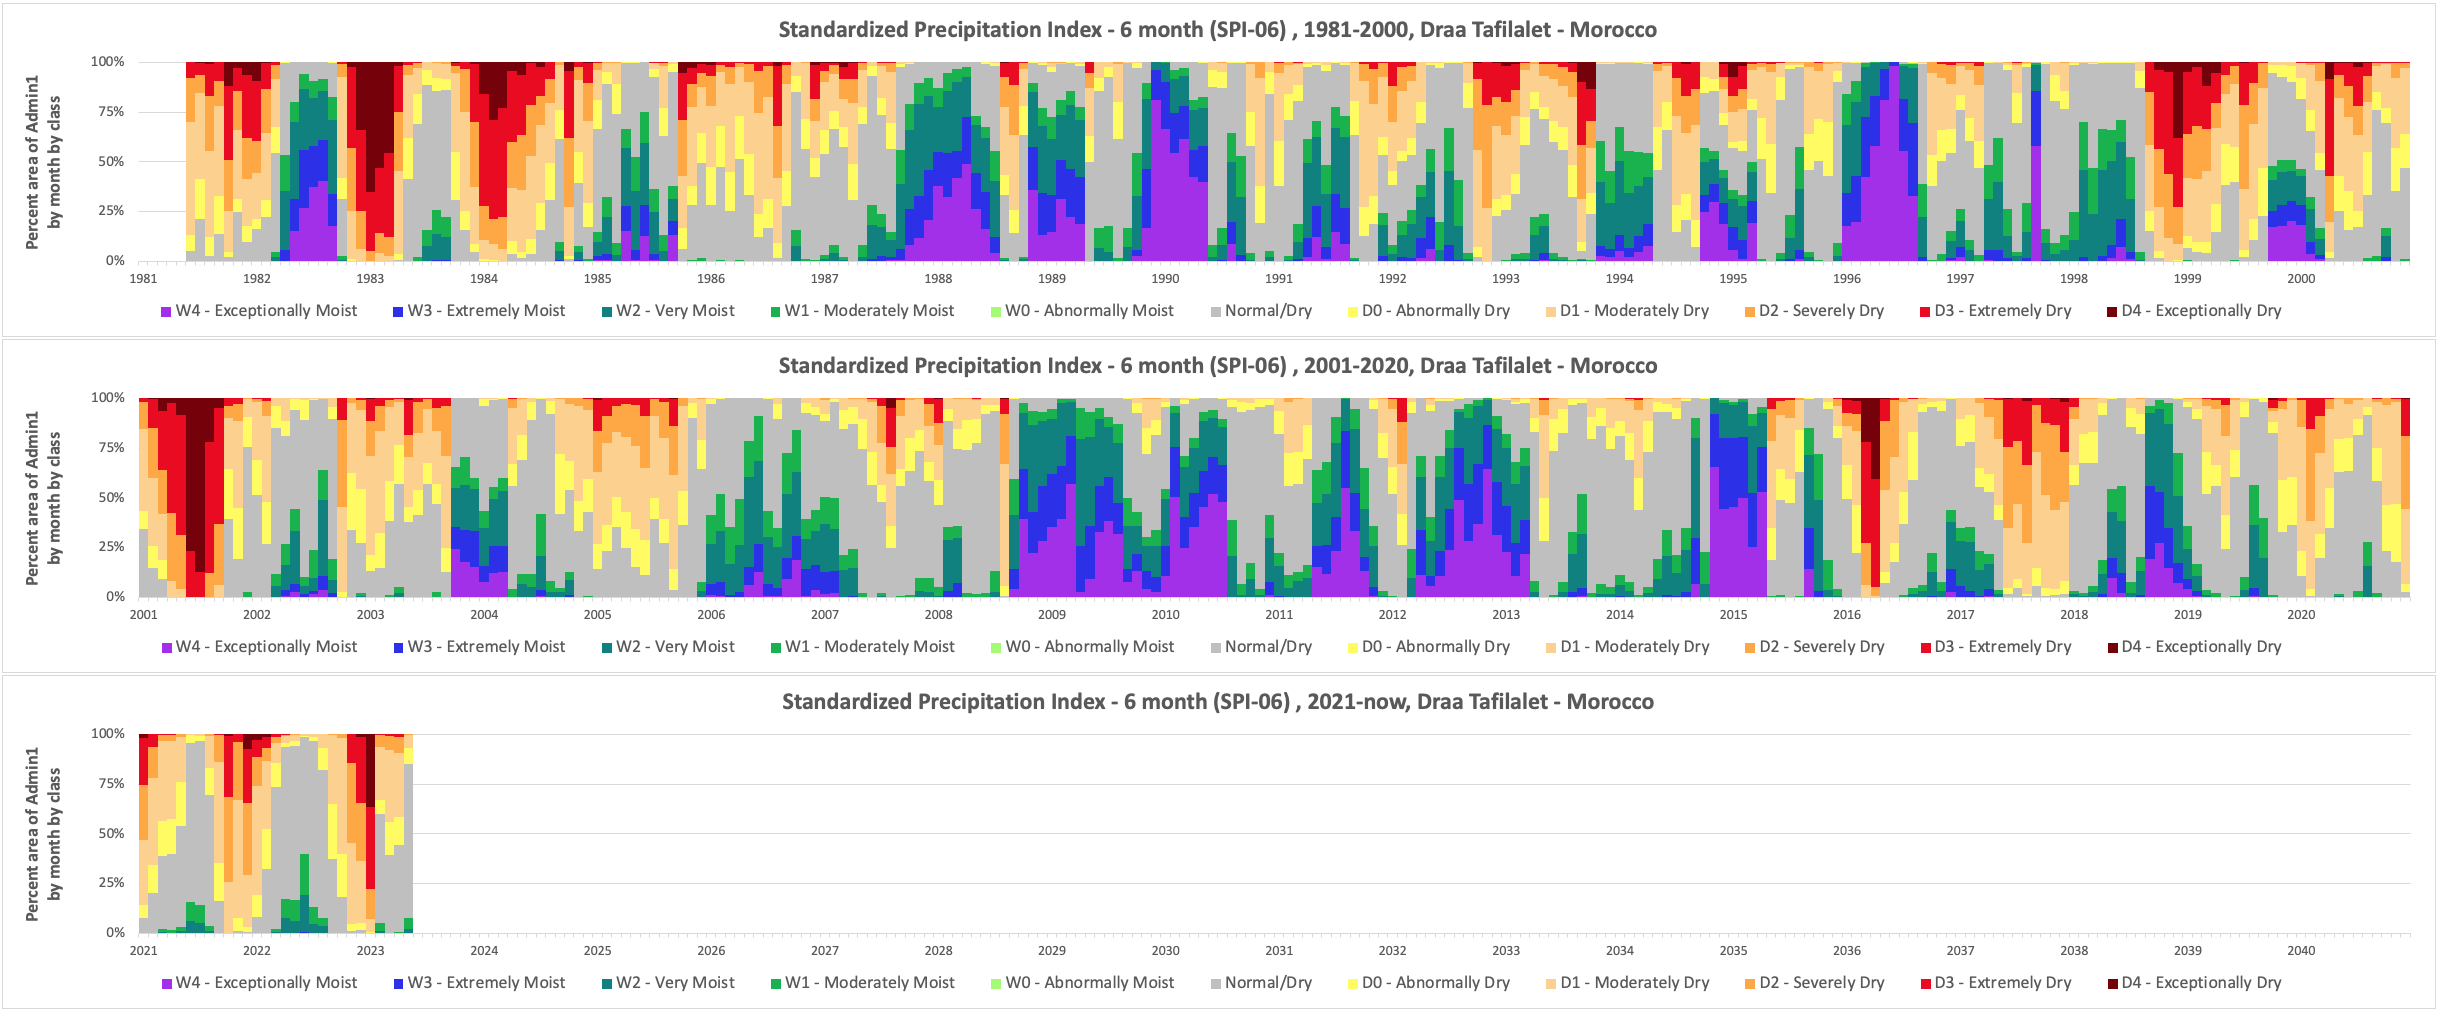 Standardized Precipitation Index - 6 month (SPI-06) , 1981-2000, Draa Tafilalet - Morocco
Percent area of Admin1
by month by class
100%
75%
50%
25%
0%
1981 1982 1983 1984 1985 1986 1987 1988 1989 1990 1991 1992 1993 1994 1995 1996 1997 1998 1999 2000
W4 - Exceptionally Moist W3 - Extremely Moist W2 - Very Moist W1 - Moderately Moist W0 - Abnormally Moist Normal/Dry D0 - Abnormally Dry D1 - Moderately Dry D2 - Severely Dry D3 - Extremely Dry D4 - Exceptionally Dry
Standardized Precipitation Index - 6 month (SPI-06) , 2001-2020, Draa Tafilalet - Morocco
Percent area of Admin1
by month by class
100%
75%
50%
25%
0%
2001 2002 2003 2004 2005 2006 2007 2008 2009 2010 2011 2012 2013 2014 2015 2016 2017 2018 2019 2020
W4 - Exceptionally Moist W3 - Extremely Moist W2 - Very Moist W1 - Moderately Moist W0 - Abnormally Moist Normal/Dry D0 - Abnormally Dry D1 - Moderately Dry D2 - Severely Dry D3 - Extremely Dry D4 - Exceptionally Dry
Standardized Precipitation Index - 6 month (SPI-06) , 2021-now, Draa Tafilalet - Morocco
Percent area of Admin1
by month by class
100%
75%
50%
25%
0%
2021 2022 2023 2024 2025 2026 2027 2028 2029 2030 2031 2032 2033 2034 2035 2036 2037 2038 2039 2040
W4 - Exceptionally Moist W3 - Extremely Moist W2 - Very Moist W1 - Moderately Moist W0 - Abnormally Moist Normal/Dry D0 - Abnormally Dry D1 - Moderately Dry D2 - Severely Dry D3 - Extremely Dry D4 - Exceptionally Dry